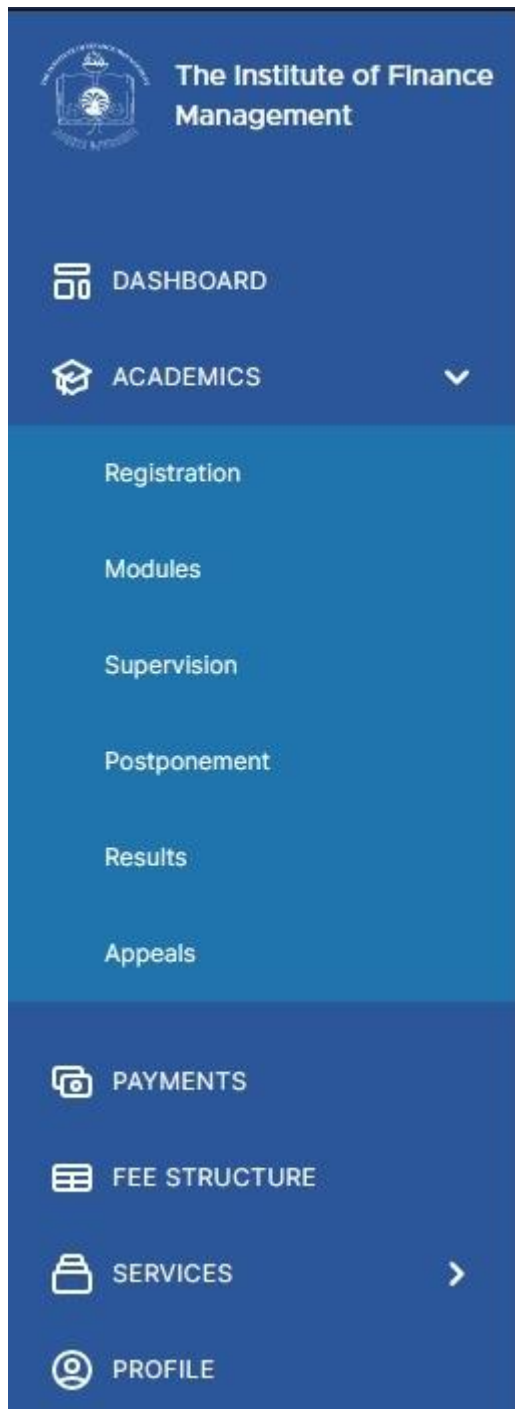 The Institute of Finance
Management
DASHBOARD
ACADEMICS
Registration
Modules
Supervision
Postponement
Results
Appeals
PAYMENTS
FEE STRUCTURE
SERVICES
PROFILE